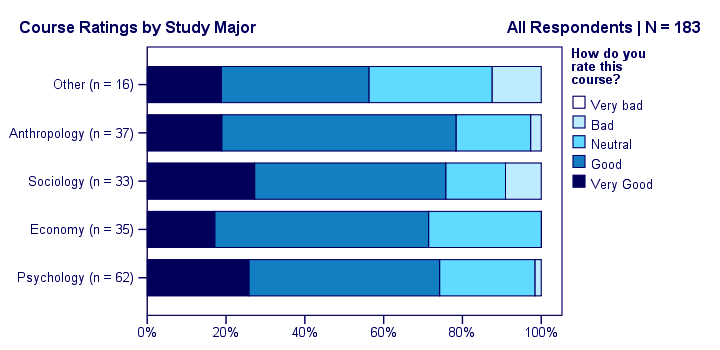 Course Ratings by Study Major
All Respondents | N = 183
How do you
rate this
course?
Very bad
Bad
Neutral
Good
Very Good
Other (n = 16)
Anthropology (n = 37)
Sociology (n = 33)
Economy (n = 35)
Psychology (n = 62)
0%
20%
40%
60%
80%
100%